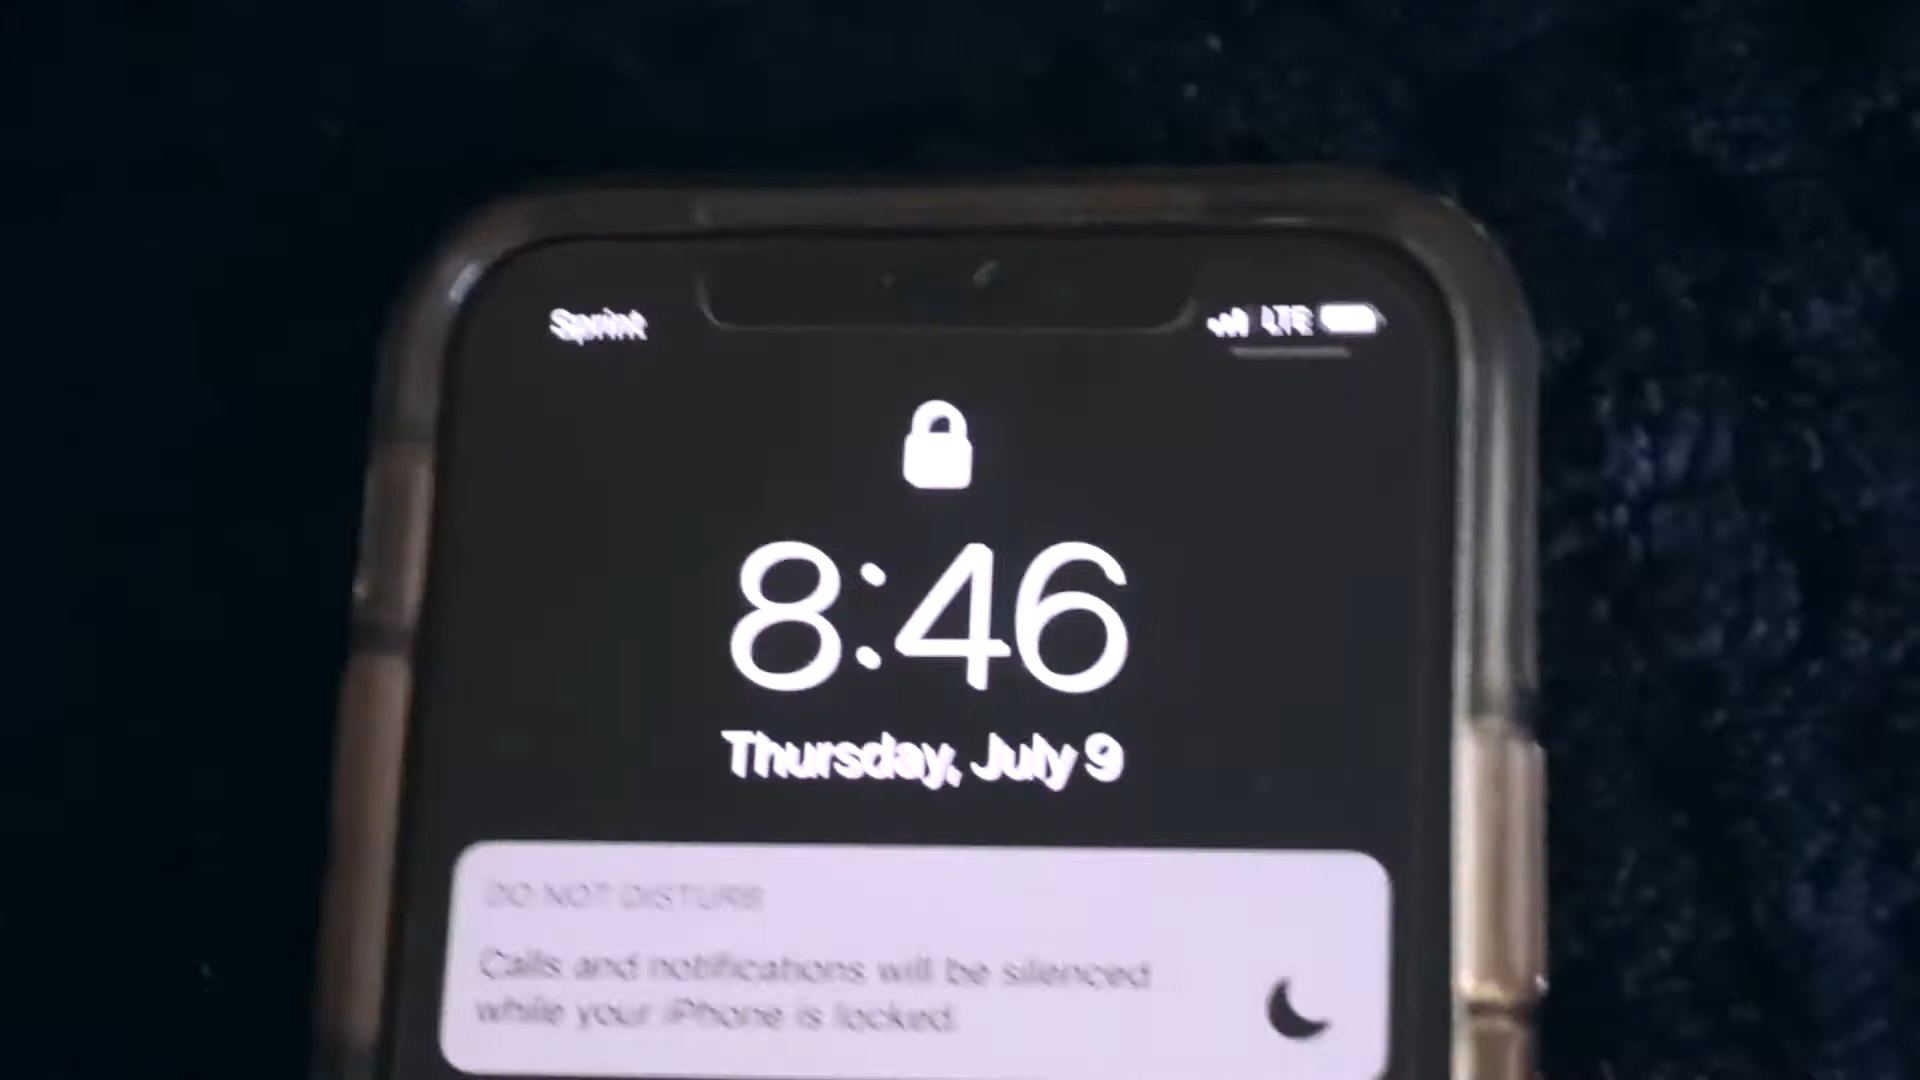 Sprint LTE
8:46
Thursday, July 9
DO NOT DISTURB
Calls and notifications will be silenced
while your iPhone is locked.